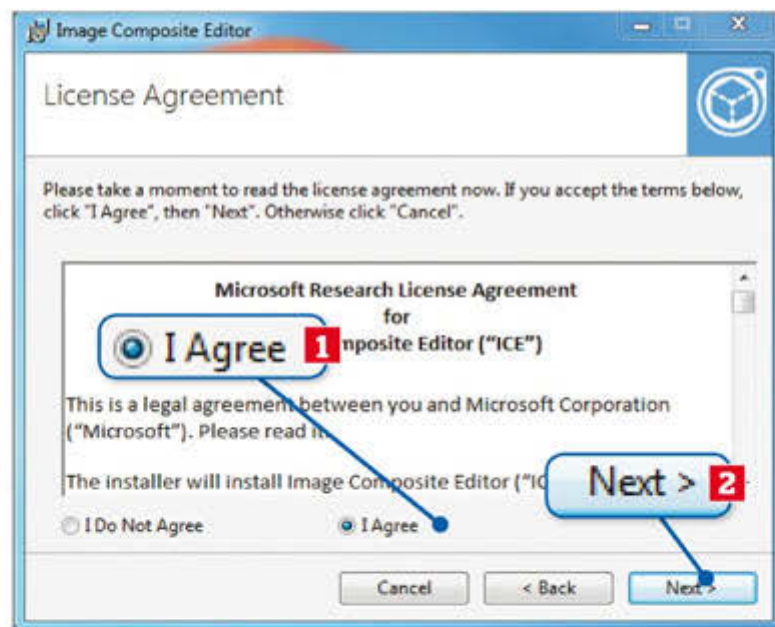 Image Composite Editor
License Agreement
Please take a moment to read the license agreement now. If you accept the terms below,
click "I Agree", then "Next". Otherwise click "Cancel".
Microsoft Research License Agreement
for
mposite Editor ("ICE")
I Agree 1
This is a legal agreement between you and Microsoft Corporation
("Microsoft"). Please read it.
The installer will install Image Composite Editor ("IC
Next > 2
I Do Not Agree
I Agree
Cancel
< Back
Next >